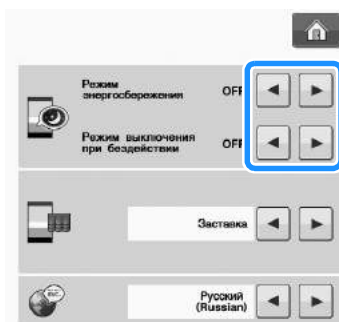 Режим
энергосбережения OFF
Режим выключения
при бездействии OFF
Заставка
Русский
(Russian)